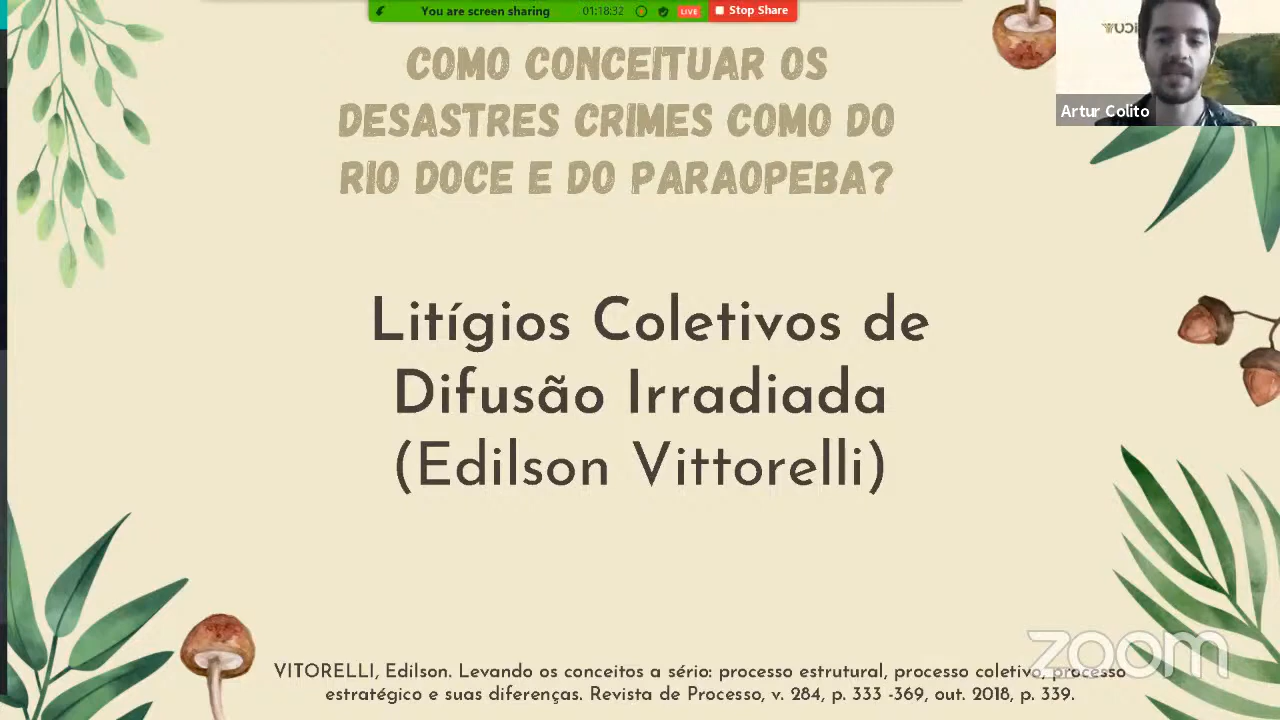 You are screen sharing 01:18:32 LIVE Stop Share
COMO CONCEITUAR OS
DESASTRES CRIMES COMO DO
RIO DOCE E DO PARAOPEBA?
Artur Colito
Litígios Coletivos de
Difusão Irradiada
(Edilson Vittorelli)
VITORELLI, Edilson. Levando os conceitos a sério: processo estrutural, processo coletivo, processo
estratégico e suas diferenças. Revista de Processo, v. 284, p. 333 -369, out. 2018, p. 339.
zoom